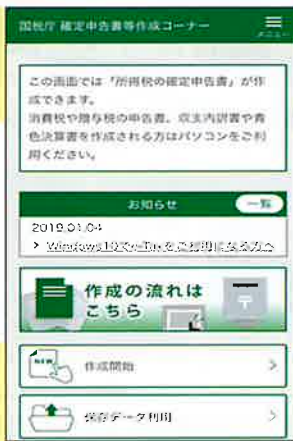 国税庁 確定申告書等作成コーナー
メニュー
この画面では「所得税の確定申告書」が作
成できます。
消費税や贈与税の申告書、収支内訳書や青
色決算書を作成される方はパソコンをご利
用ください。
お知らせ
一覧
2019.01.04
> Windows10でe-Taxをご利用になる方へ
作成の流れは
こちら
NEW
作成開始
保存データ利用